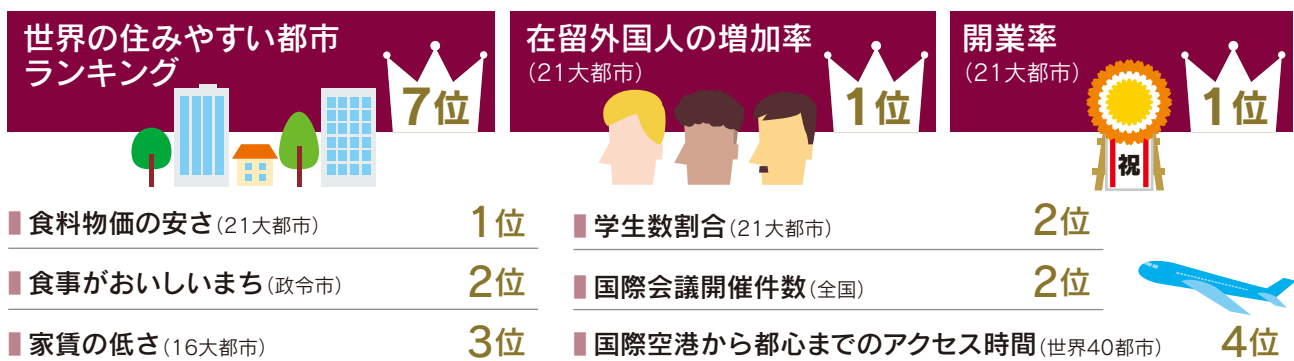 世界の住みやすい都市
ランキング
7位
在留外国人の増加率
(21大都市)
1位
開業率
(21大都市)
1位
祝
食料物価の安さ(21大都市) 1位
食事がおいしいまち(政令市) 2位
家賃の低さ(16大都市) 3位
学生数割合(21大都市) 2位
国際会議開催件数(全国) 2位
国際空港から都心までのアクセス時間(世界40都市) 4位